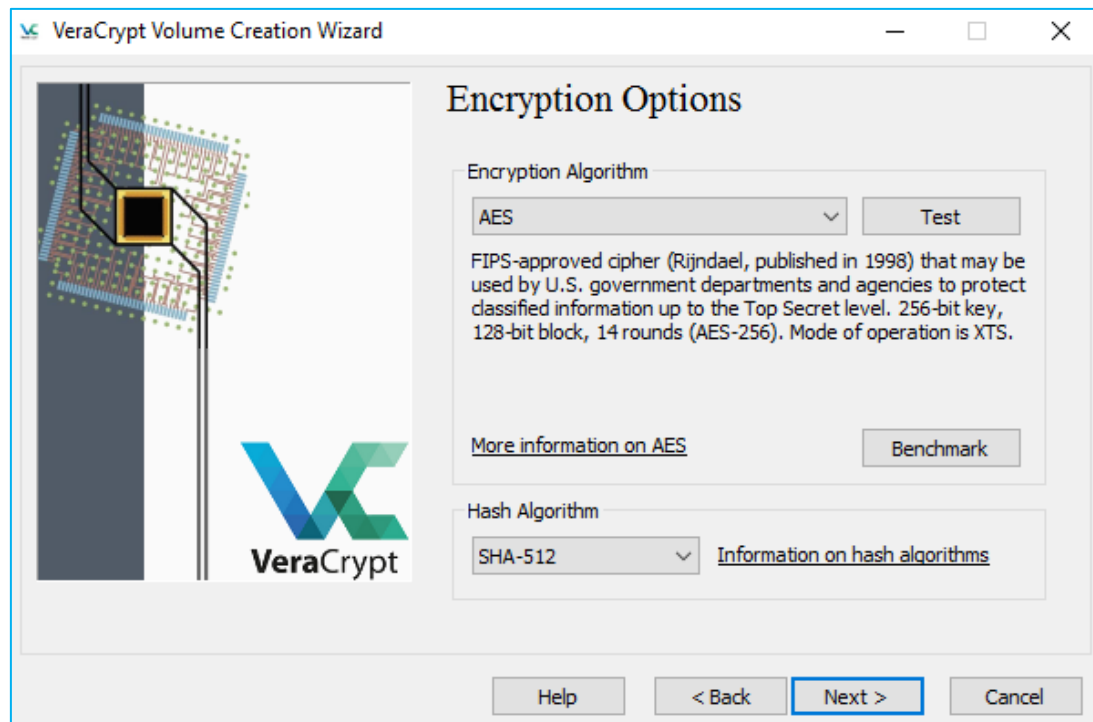 VeraCrypt Volume Creation Wizard
Encryption Options
Encryption Algorithm
AES
Test
FIPS-approved cipher (Rijndael, published in 1998) that may be
used by U.S. government departments and agencies to protect
classified information up to the Top Secret level. 256-bit key,
128-bit block, 14 rounds (AES-256). Mode of operation is XTS.
More information on AES
Benchmark
VeraCrypt
Hash Algorithm
SHA-512
Information on hash algorithms
Help
< Back
Next >
Cancel